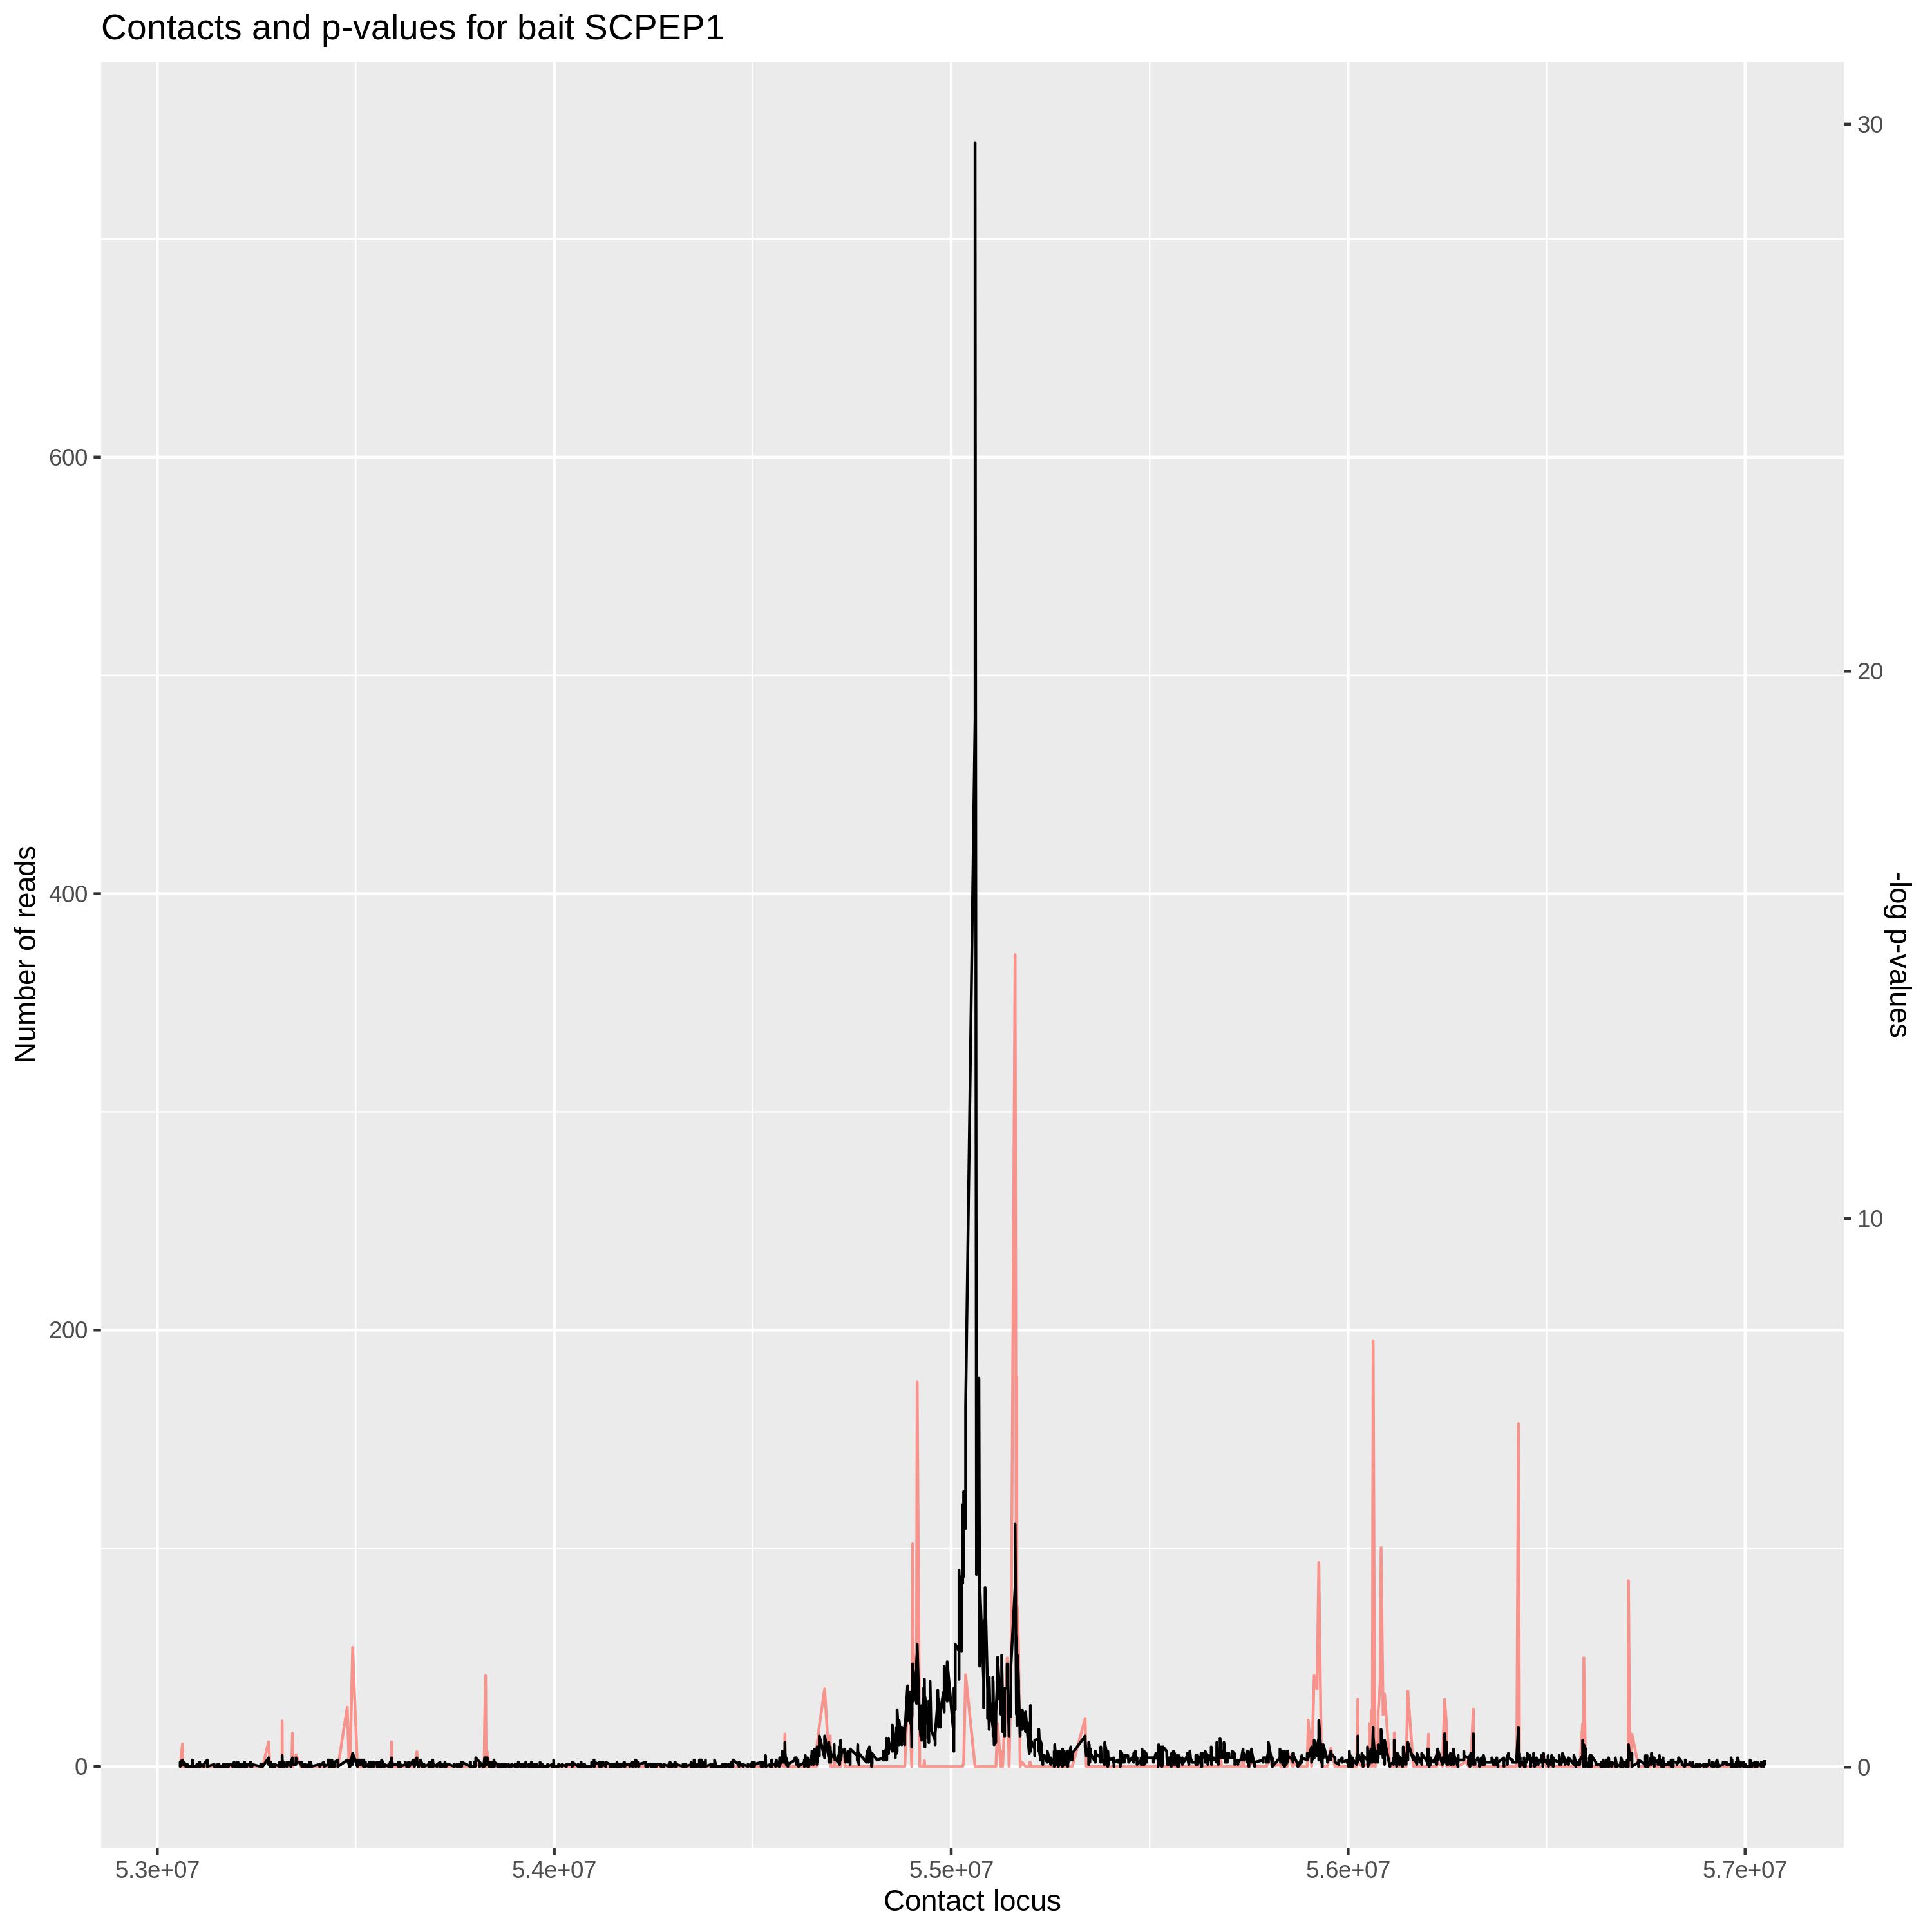 Contacts and p-values for bait SCPEP1
30
600
20
Number of reads
400
-log p-values
10
200
0
0
5.3e+07
5.4e+07
5.5e+07
5.6e+07
5.7e+07
Contact locus